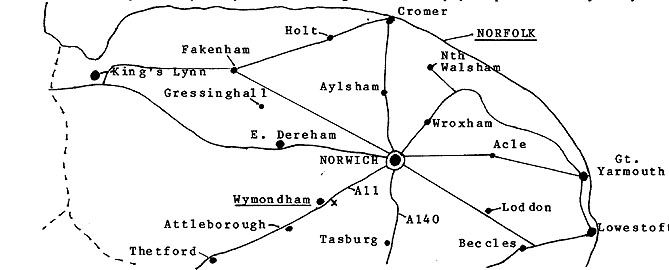 Cromer
Holt
NORFOLK
Fakenham
Nth
Walsham
King's Lynn
Gressinghall
Aylsham
Wroxham
E. Dereham
Acle
NORWICH
Gt.
Yarmouth
A11
Wymondham
Loddon
A140
Attleborough
Lowestoft
Tasburg
Beccles
Thetford